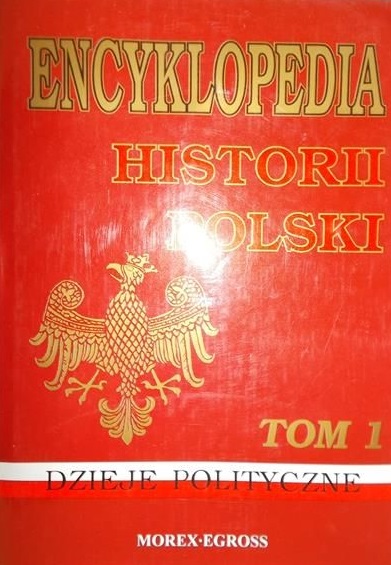 ENCYKLOPEDIA
HISTORII
POLSKI
TOM 1
DZIEJE POLITYCZNE
MOREX•EGROSS